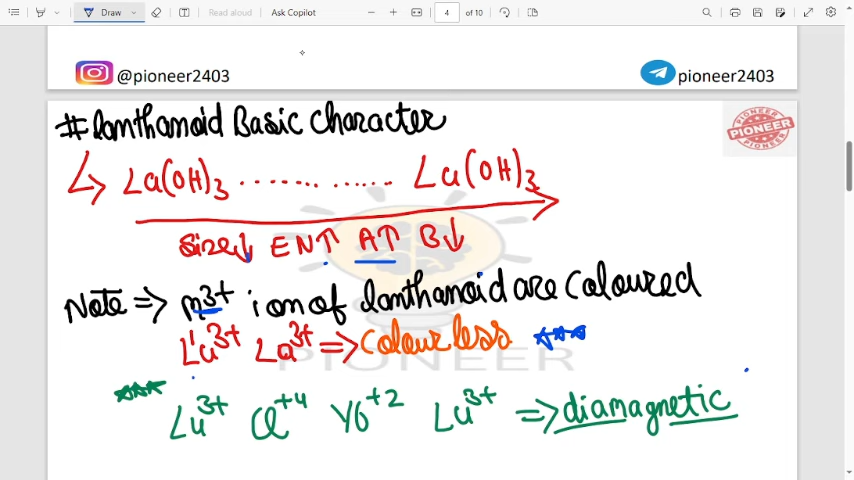 Draw
Read aloud
Ask Copilot
4
of 10
@pioneer2403
pioneer2403
#lanthanoid Basic Character
La(OH)3 ........ ...... Lu(OH)3
PIONEER
Size↓ EN↑ A↑ B↓
Note => m3+ ion of lanthanoid are coloured
Lu3+ La3+ => Colourless ***
PIONEER
*** Lu3+ Ce+4 Yb+2 Lu3+ => diamagnetic